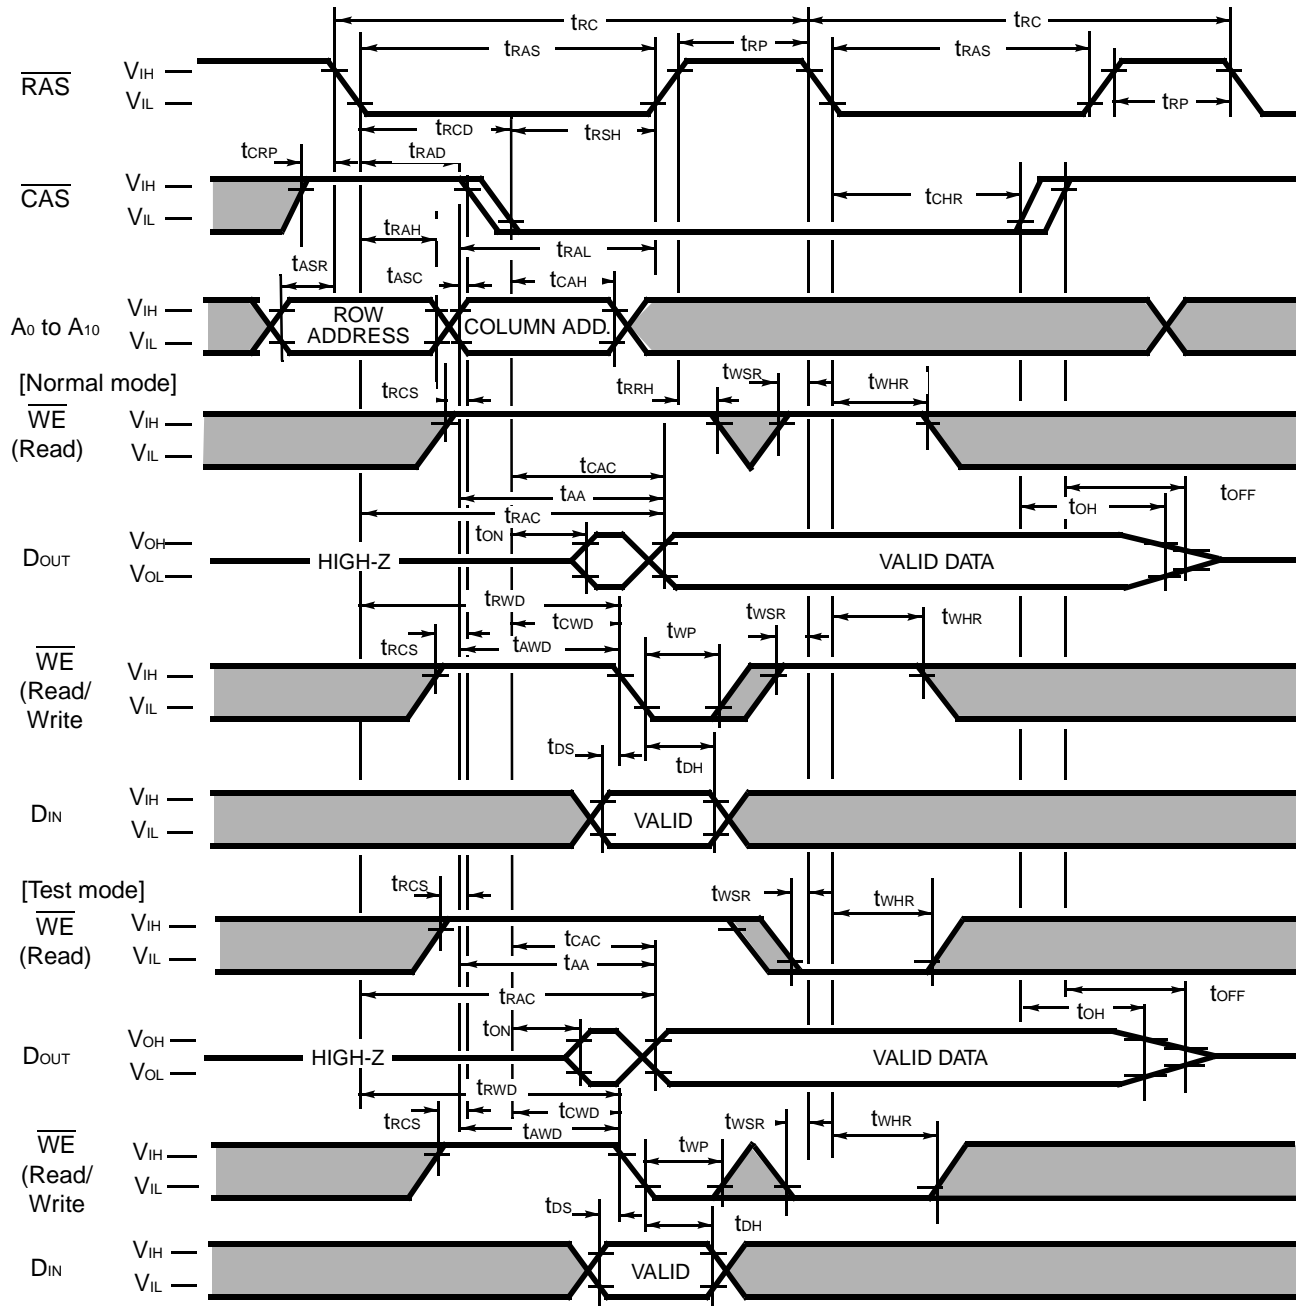 tRC tRC
tRAS tRP tRAS
RAS VIH
VIL
tRP
tRCD tRSH
tCRP tRAD
CAS VIH
VIL
tCHR
tRAH
tRAL
tASR tASC tCAH
A0 to A10 VIH
VIL
ROW
ADDRESS
COLUMN ADD.
[Normal mode]
tRCS tRRH tWSR tWHR
WE
(Read)
VIH
VIL
tCAC
tAA
tRAC
tON
tOH tOFF
DOUT VOH
VOL
HIGH-Z VALID DATA
tRWD
tCWD
tRCS tAWD tWP tWSR tWHR
WE
(Read/
Write
VIH
VIL
tDS tDH
DIN VIH
VIL
VALID
[Test mode]
tRCS tWSR tWHR
WE
(Read)
VIH
VIL
tCAC
tAA
tRAC
tON
tOH tOFF
DOUT VOH
VOL
HIGH-Z VALID DATA
tRWD
tRCS tCWD tWSR tWHR
tAWD tWP
WE
(Read/
Write
VIH
VIL
tDS tDH
DIN VIH
VIL
VALID